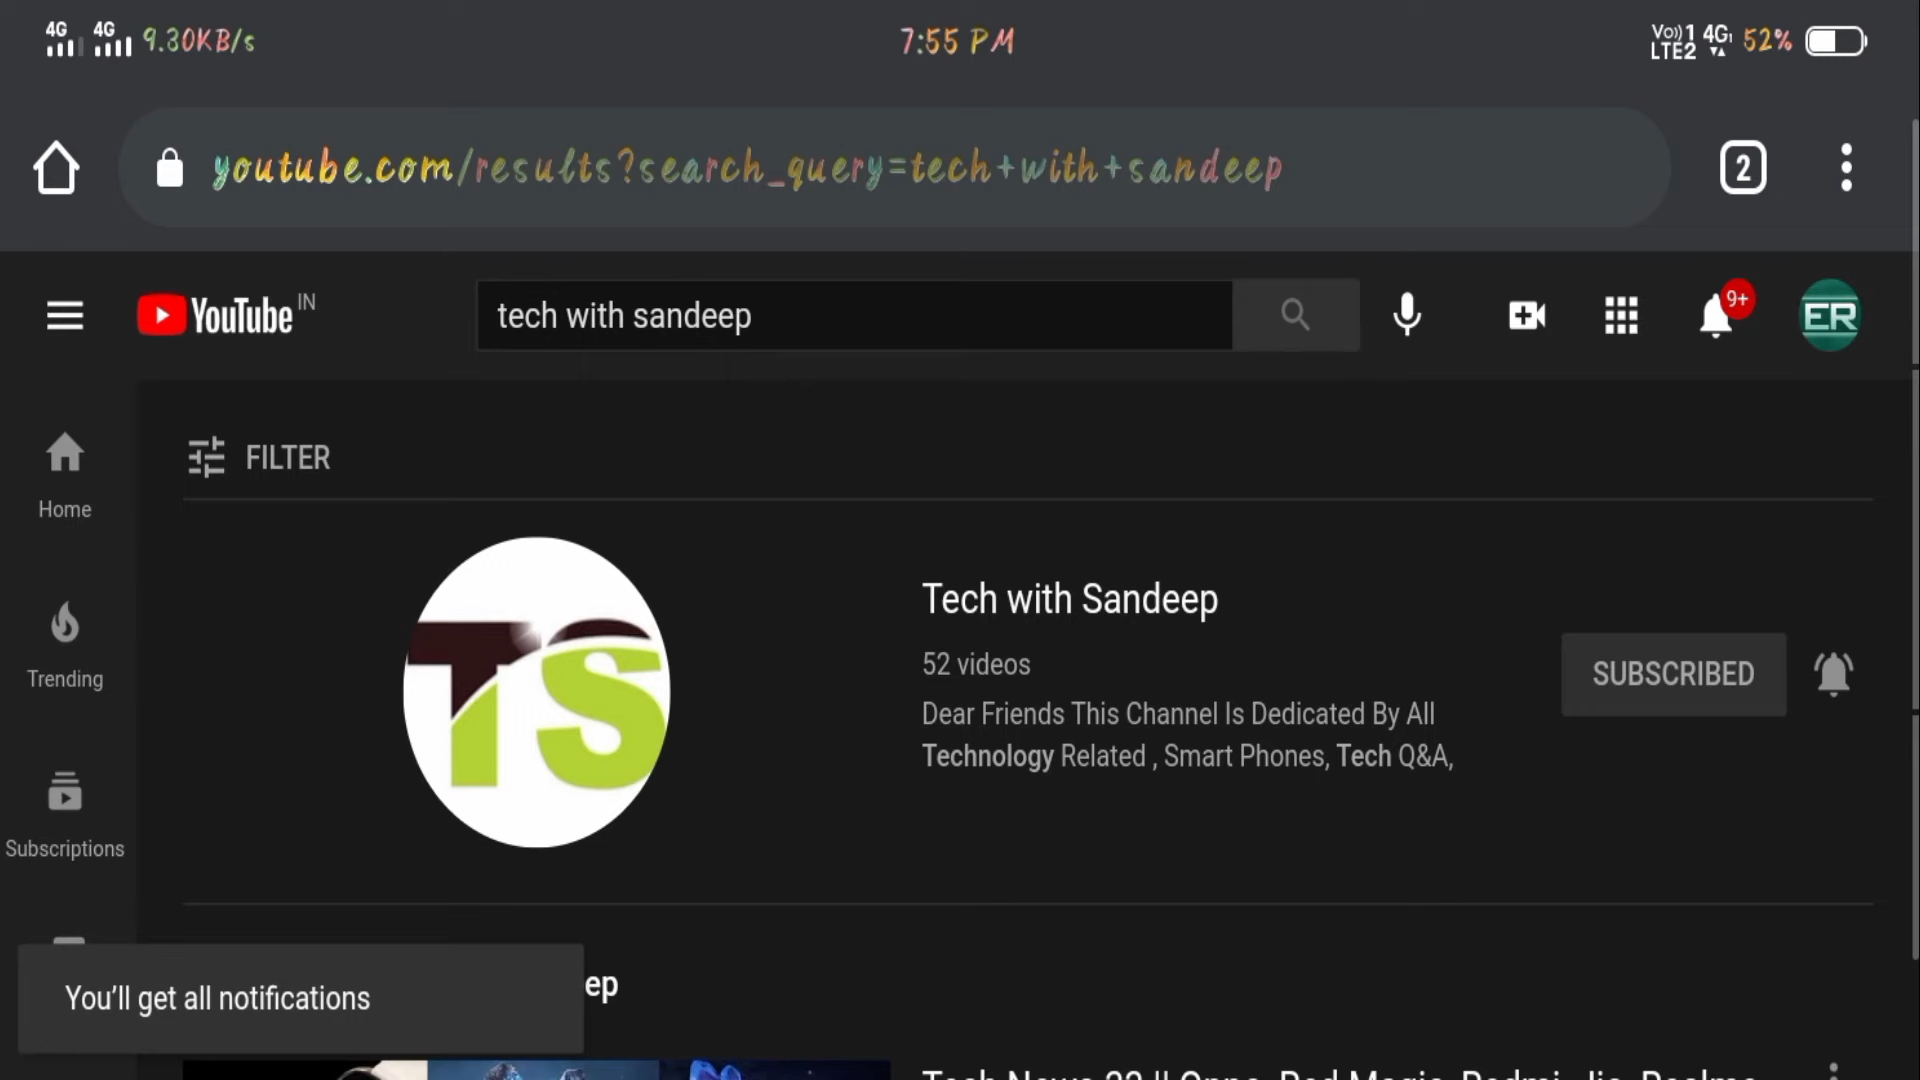 4G 4G 9.30KB/s 7:55 PM Vo)) 1 4G 52%
LTE2
youtube.com/results?search_query=tech+with+sandeep 2
YouTube IN tech with sandeep 9+ ER
FILTER
Home
TS
Tech with Sandeep
52 videos
Dear Friends This Channel Is Dedicated By All
Technology Related , Smart Phones, Tech Q&A,
SUBSCRIBED
Trending
Subscriptions
ep
You'll get all notifications